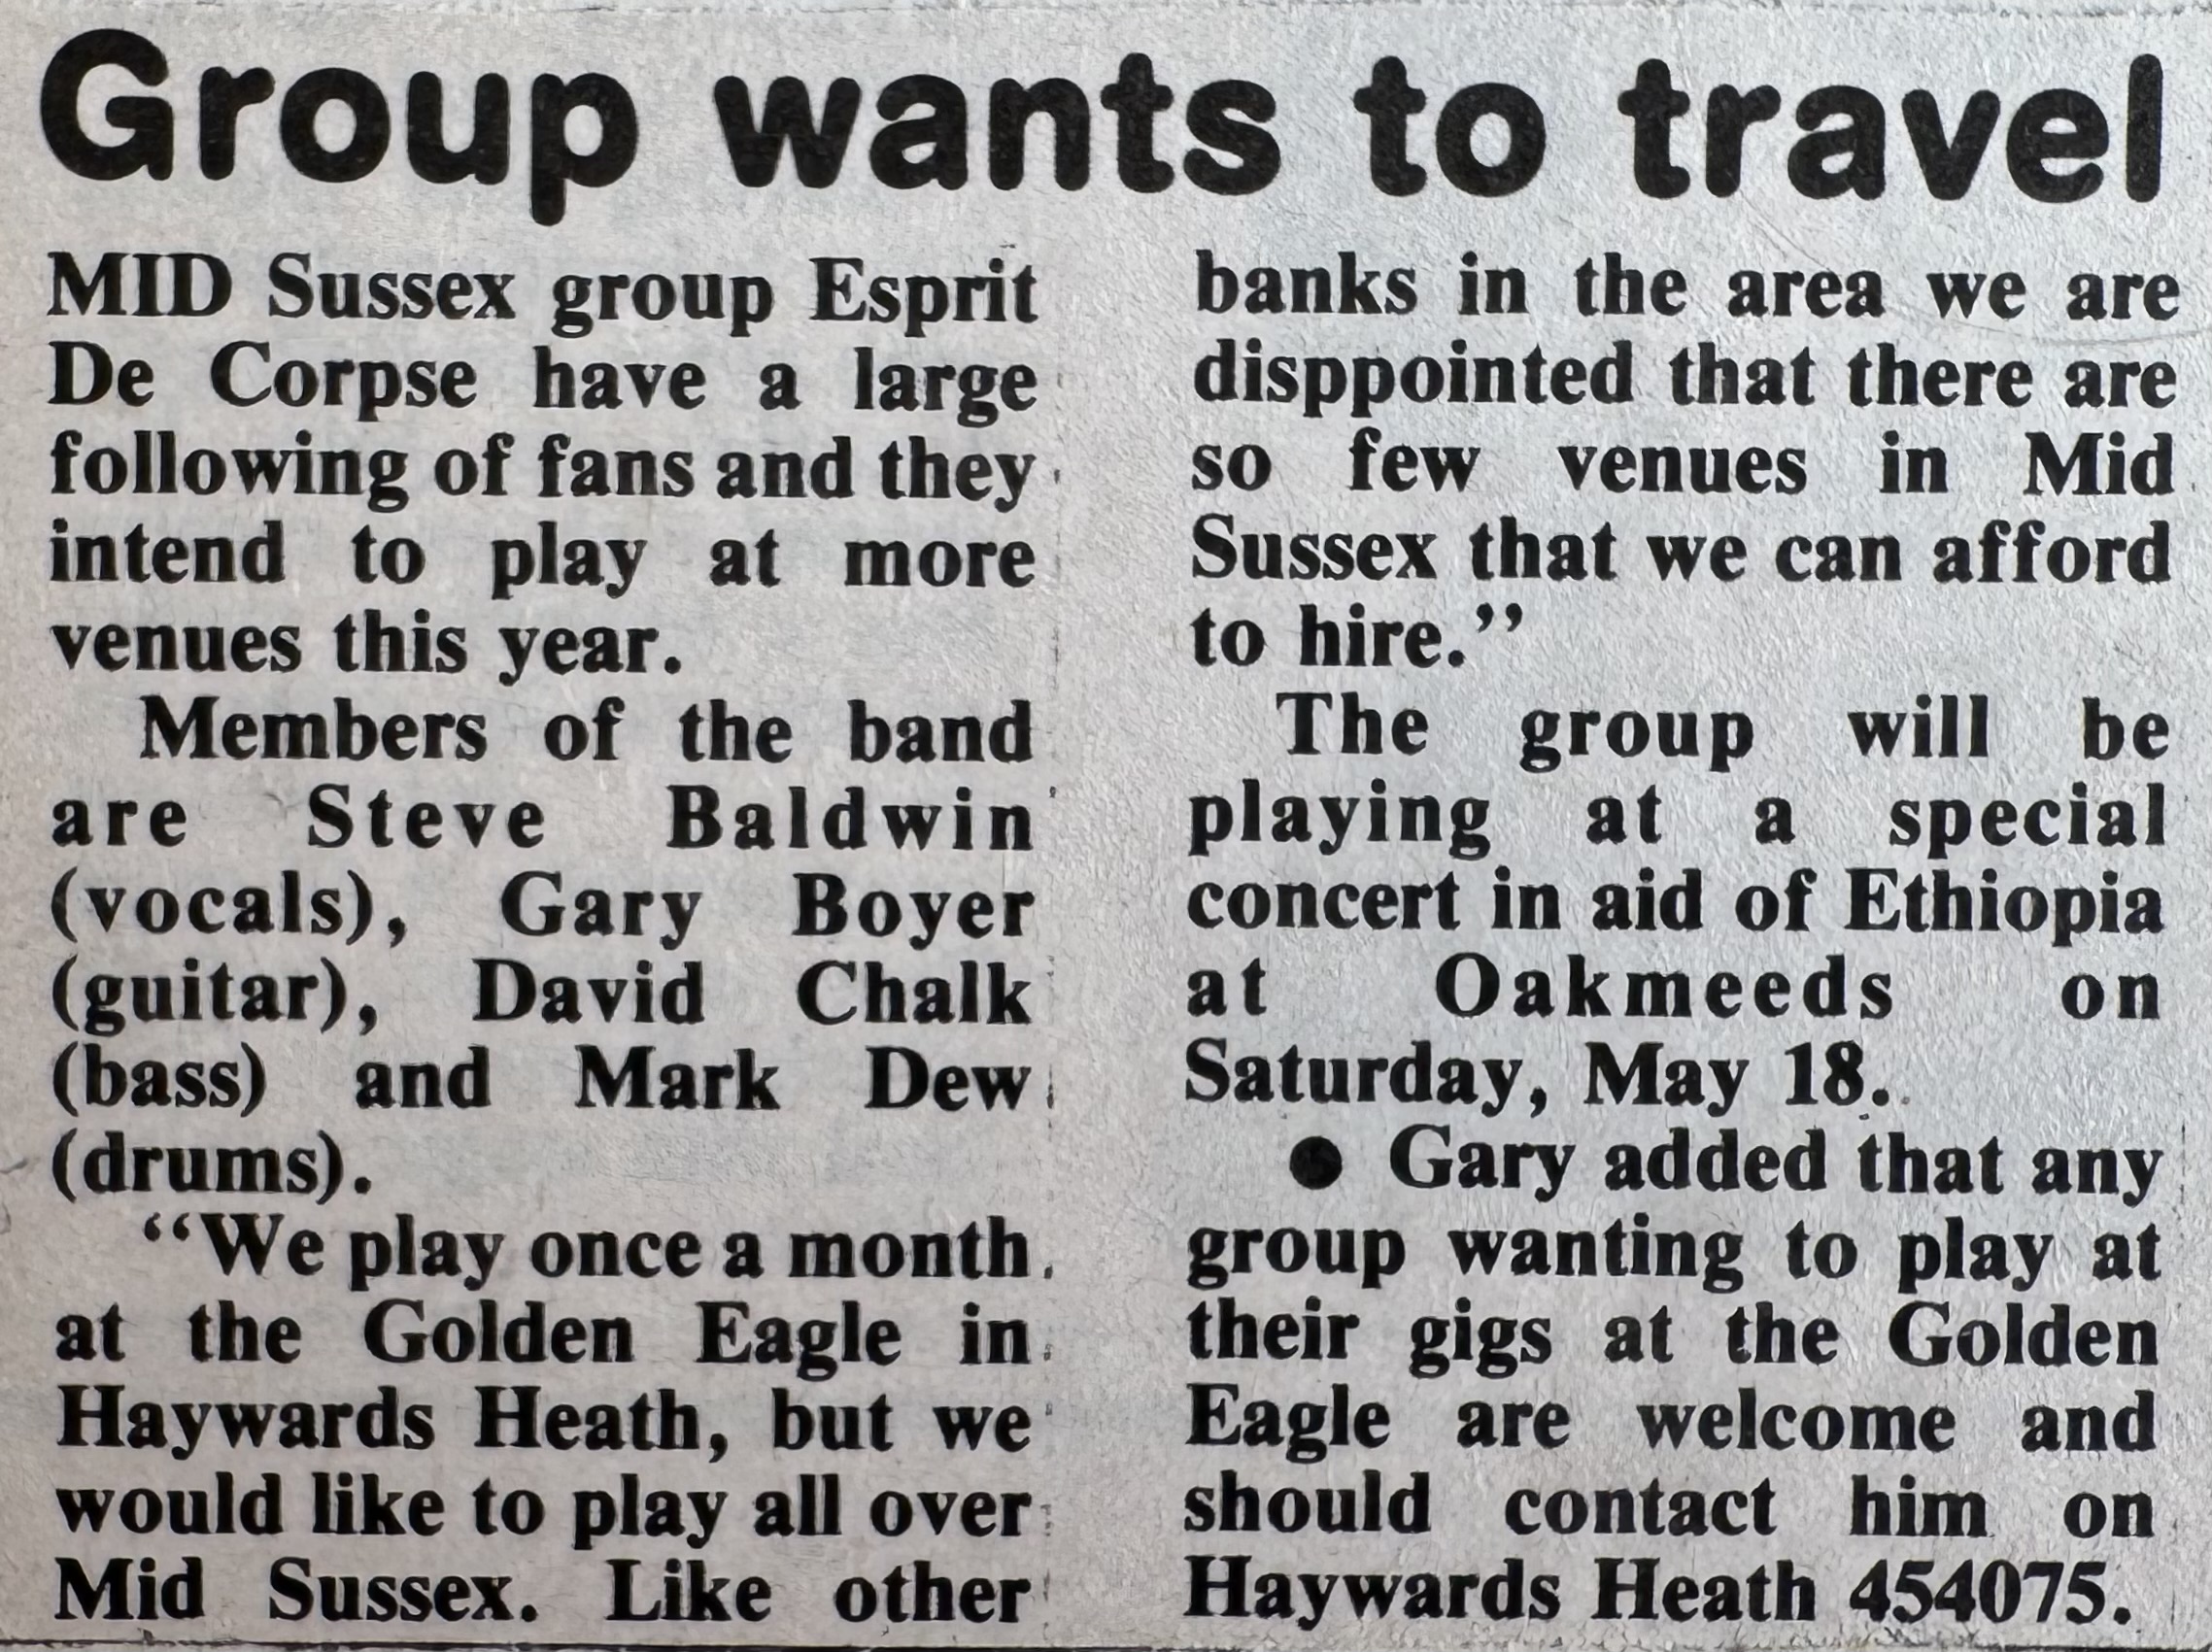 Group wants to travel
MID Sussex group Esprit
De Corpse have a large
following of fans and they
intend to play at more
venues this year.
Members of the band
are Steve Baldwin
(vocals), Gary Boyer
(guitar), David Chalk
(bass) and Mark Dew
(drums).
“We play once a month
at the Golden Eagle in
Haywards Heath, but we
would like to play all over
Mid Sussex. Like other
banks in the area we are
disppointed that there are
so few venues in Mid
Sussex that we can afford
to hire.”
The group will be
playing at a special
concert in aid of Ethiopia
at Oakmeeds on
Saturday, May 18.
● Gary added that any
group wanting to play at
their gigs at the Golden
Eagle are welcome and
should contact him on
Haywards Heath 454075.